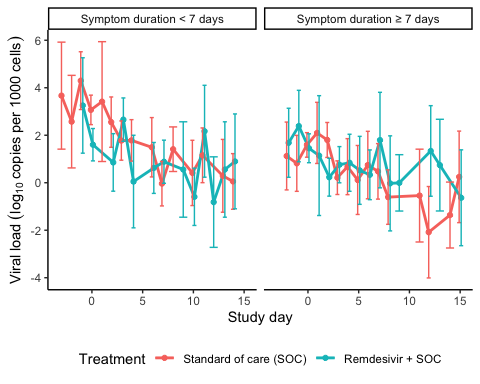 Symptom duration < 7 days
Symptom duration ≥ 7 days
Viral load (log₁₀ copies per 1000 cells)
6
4
2
0
-2
-4
0 5 10 15
0 5 10 15
Study day
Treatment Standard of care (SOC) Remdesivir + SOC